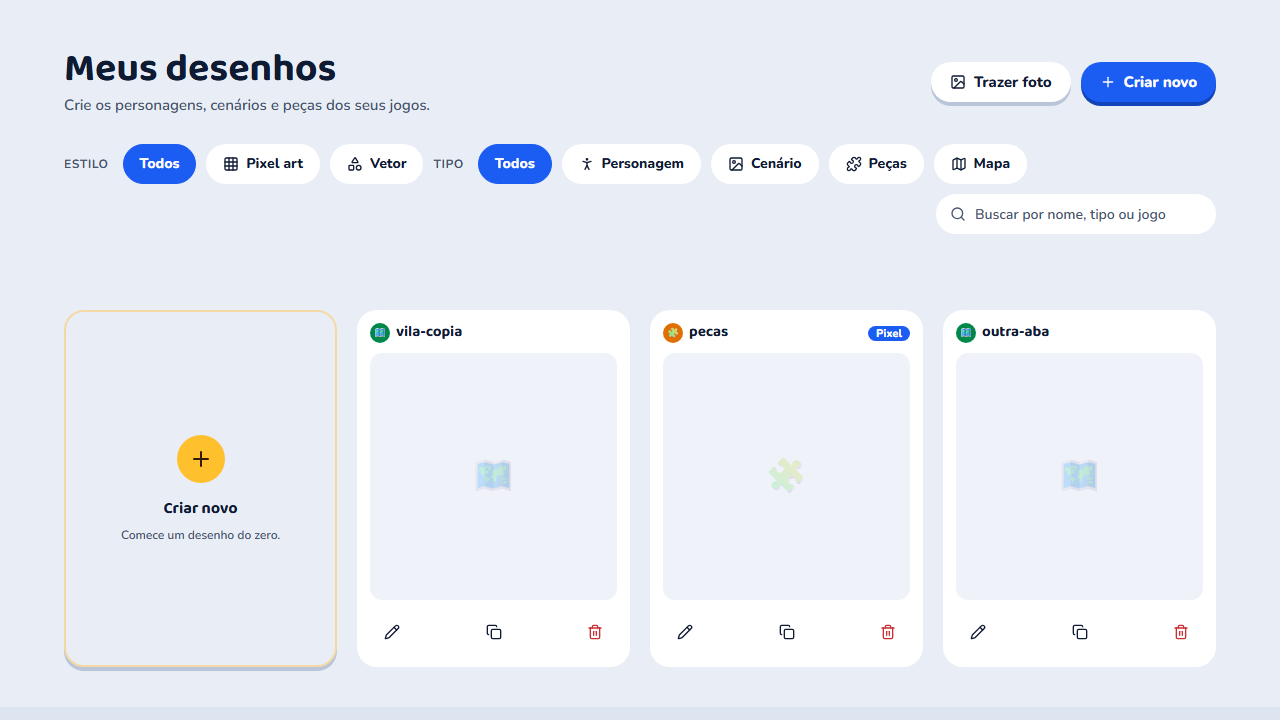 Meus desenhos
Crie os personagens, cenários e peças dos seus jogos.
Trazer foto
Criar novo
ESTILO Todos Pixel art Vetor TIPO Todos Personagem Cenário Peças Mapa
Buscar por nome, tipo ou jogo
Criar novo
Comece um desenho do zero.
vila-copia
pecas Pixel
outra-aba